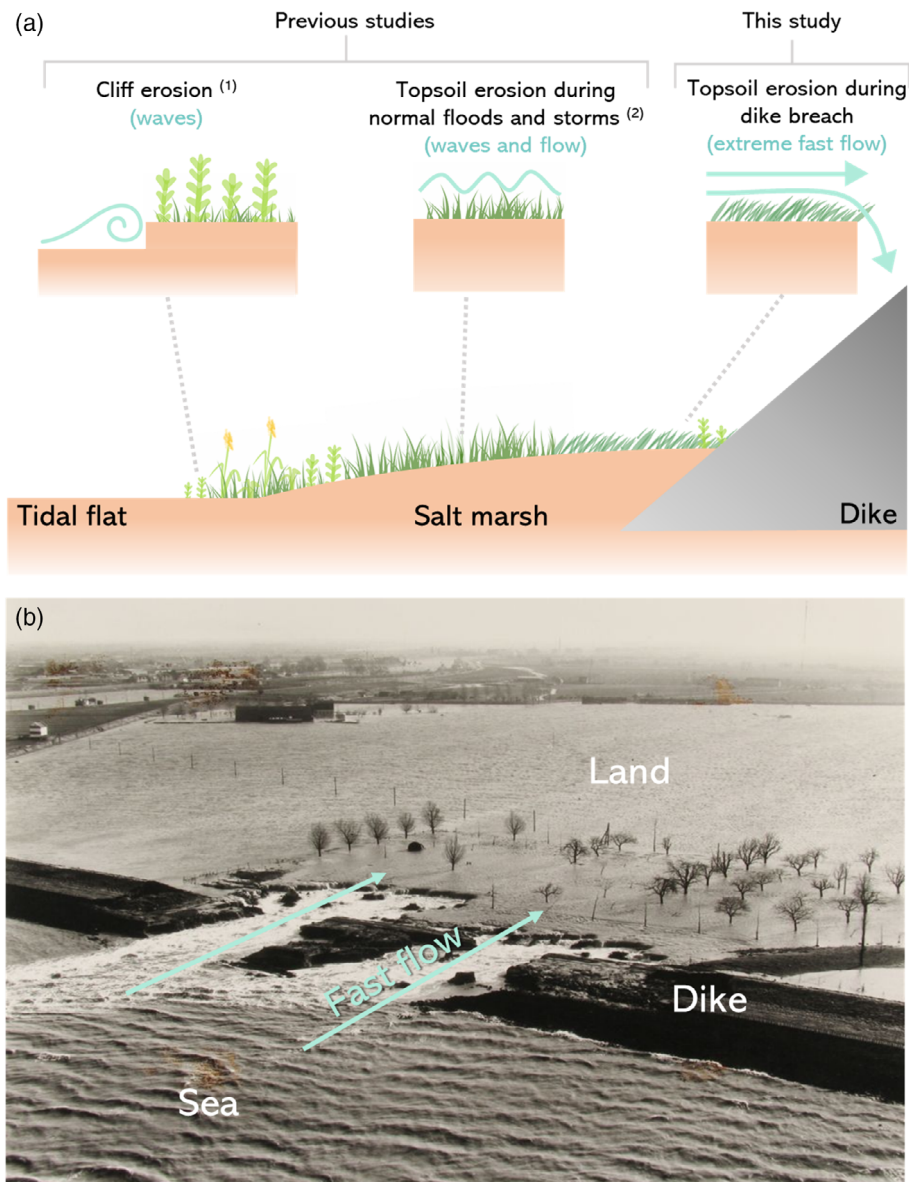 (a)
Previous studies
This study
Cliff erosion (1)
(waves)
Topsoil erosion during
normal floods and storms (2)
(waves and flow)
Topsoil erosion during
dike breach
(extreme fast flow)
Tidal flat
Salt marsh
Dike
(b)
Land
Fast flow
Dike
Sea